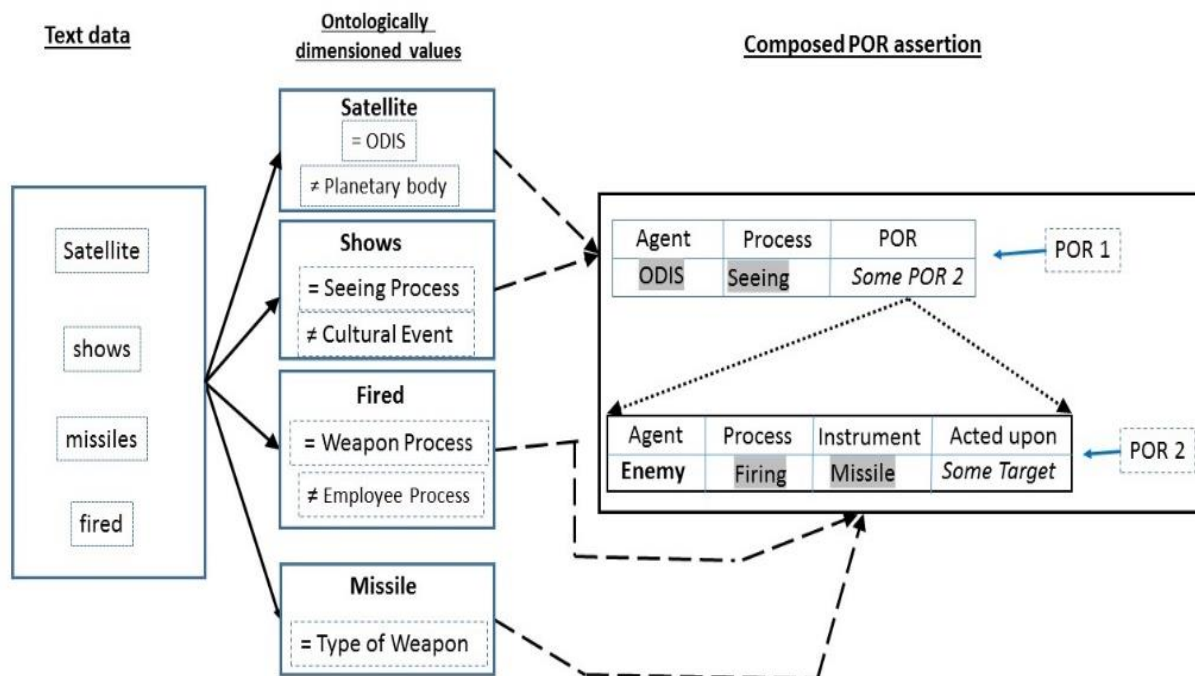 Text data
Ontologically
dimensioned values
Composed POR assertion
Satellite
shows
missiles
fired
Satellite
= ODIS
≠ Planetary body
Shows
= Seeing Process
≠ Cultural Event
Fired
= Weapon Process
≠ Employee Process
Missile
= Type of Weapon
Agent Process POR
ODIS Seeing Some POR 2
POR 1
Agent Process Instrument Acted upon
Enemy Firing Missile Some Target
POR 2